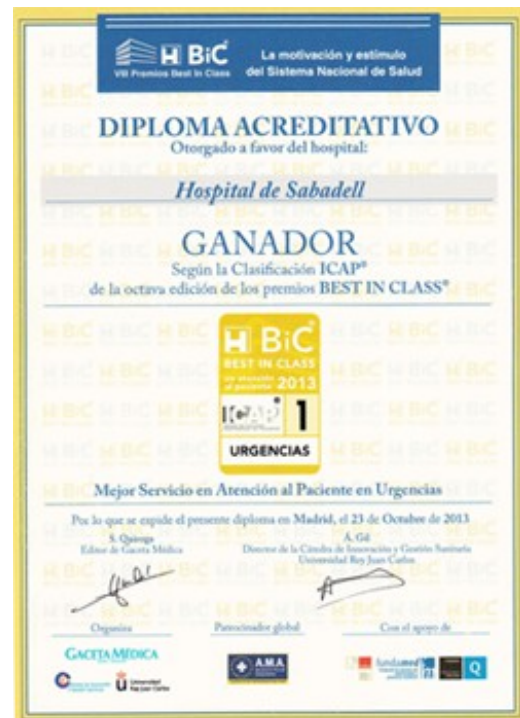 H BiC
VIII Premios Best in Class
La motivación y estímulo
del Sistema Nacional de Salud
DIPLOMA ACREDITATIVO
Otorgado a favor del hospital:
Hospital de Sabadell
GANADOR
Según la Clasificación ICAP®
de la octava edición de los premios BEST IN CLASS®
H BiC
BEST IN CLASS
en atención
al paciente 2013
1
URGENCIAS
Mejor Servicio en Atención al Paciente en Urgencias
Por lo que se expide el presente diploma en Madrid, el 23 de Octubre de 2013
S. Quiroga
Editor de Gaceta Médica
A. Gil
Director de la Cátedra de Innovación y Gestión Sanitaria
Universidad Rey Juan Carlos
Organiza
Patrocinador global
Con el apoyo de
GACETA MÉDICA
Universidad
Rey Juan Carlos
A.M.A.
fundamed
Q